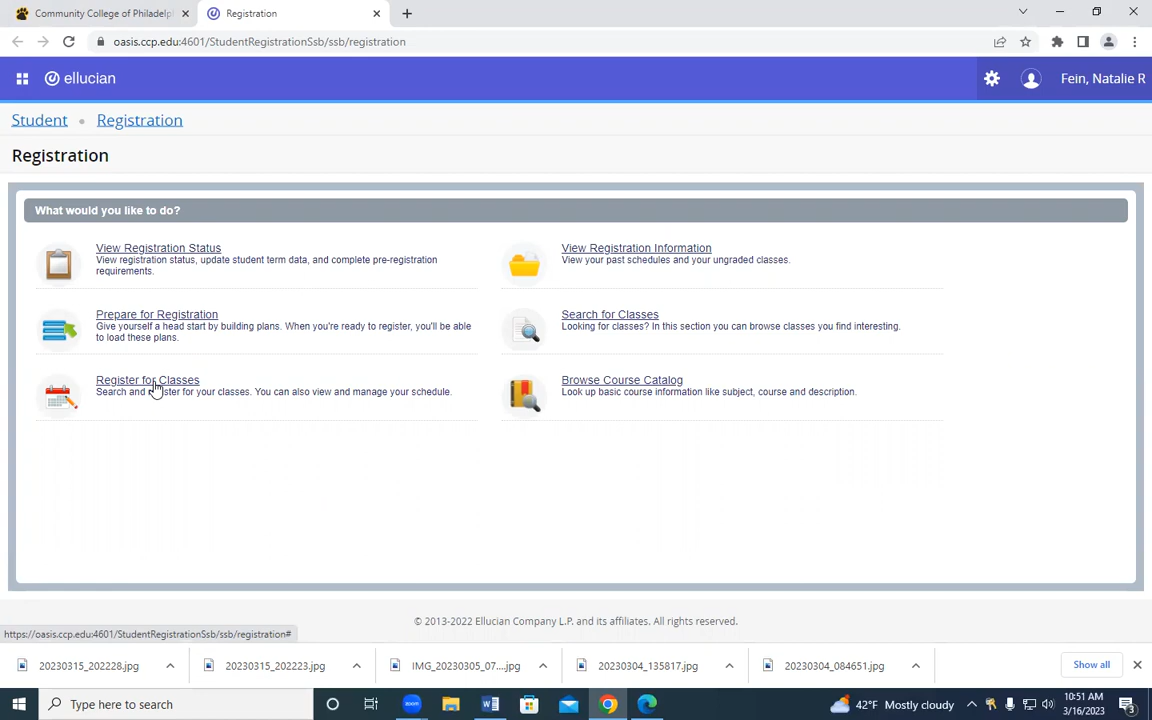 Community College of Philadelp
Registration
oasis.ccp.edu:4601/StudentRegistrationSsb/ssb/registration
ellucian
Fein, Natalie R
Student • Registration
Registration
What would you like to do?
View Registration Status
View registration status, update student term data, and complete pre-registration
requirements.
View Registration Information
View your past schedules and your ungraded classes.
Prepare for Registration
Give yourself a head start by building plans. When you're ready to register, you'll be able
to load these plans.
Search for Classes
Looking for classes? In this section you can browse classes you find interesting.
Register for Classes
Search and register for your classes. You can also view and manage your schedule.
Browse Course Catalog
Look up basic course information like subject, course and description.
© 2013-2022 Ellucian Company L.P. and its affiliates. All rights reserved.
https://oasis.ccp.edu:4601/StudentRegistrationSsb/ssb/registration#
20230315_202228.jpg
20230315_202223.jpg
IMG_20230305_07....jpg
20230304_135817.jpg
20230304_084651.jpg
Show all
Type here to search
zoom
42°F Mostly cloudy
10:51 AM
3/16/2023
3